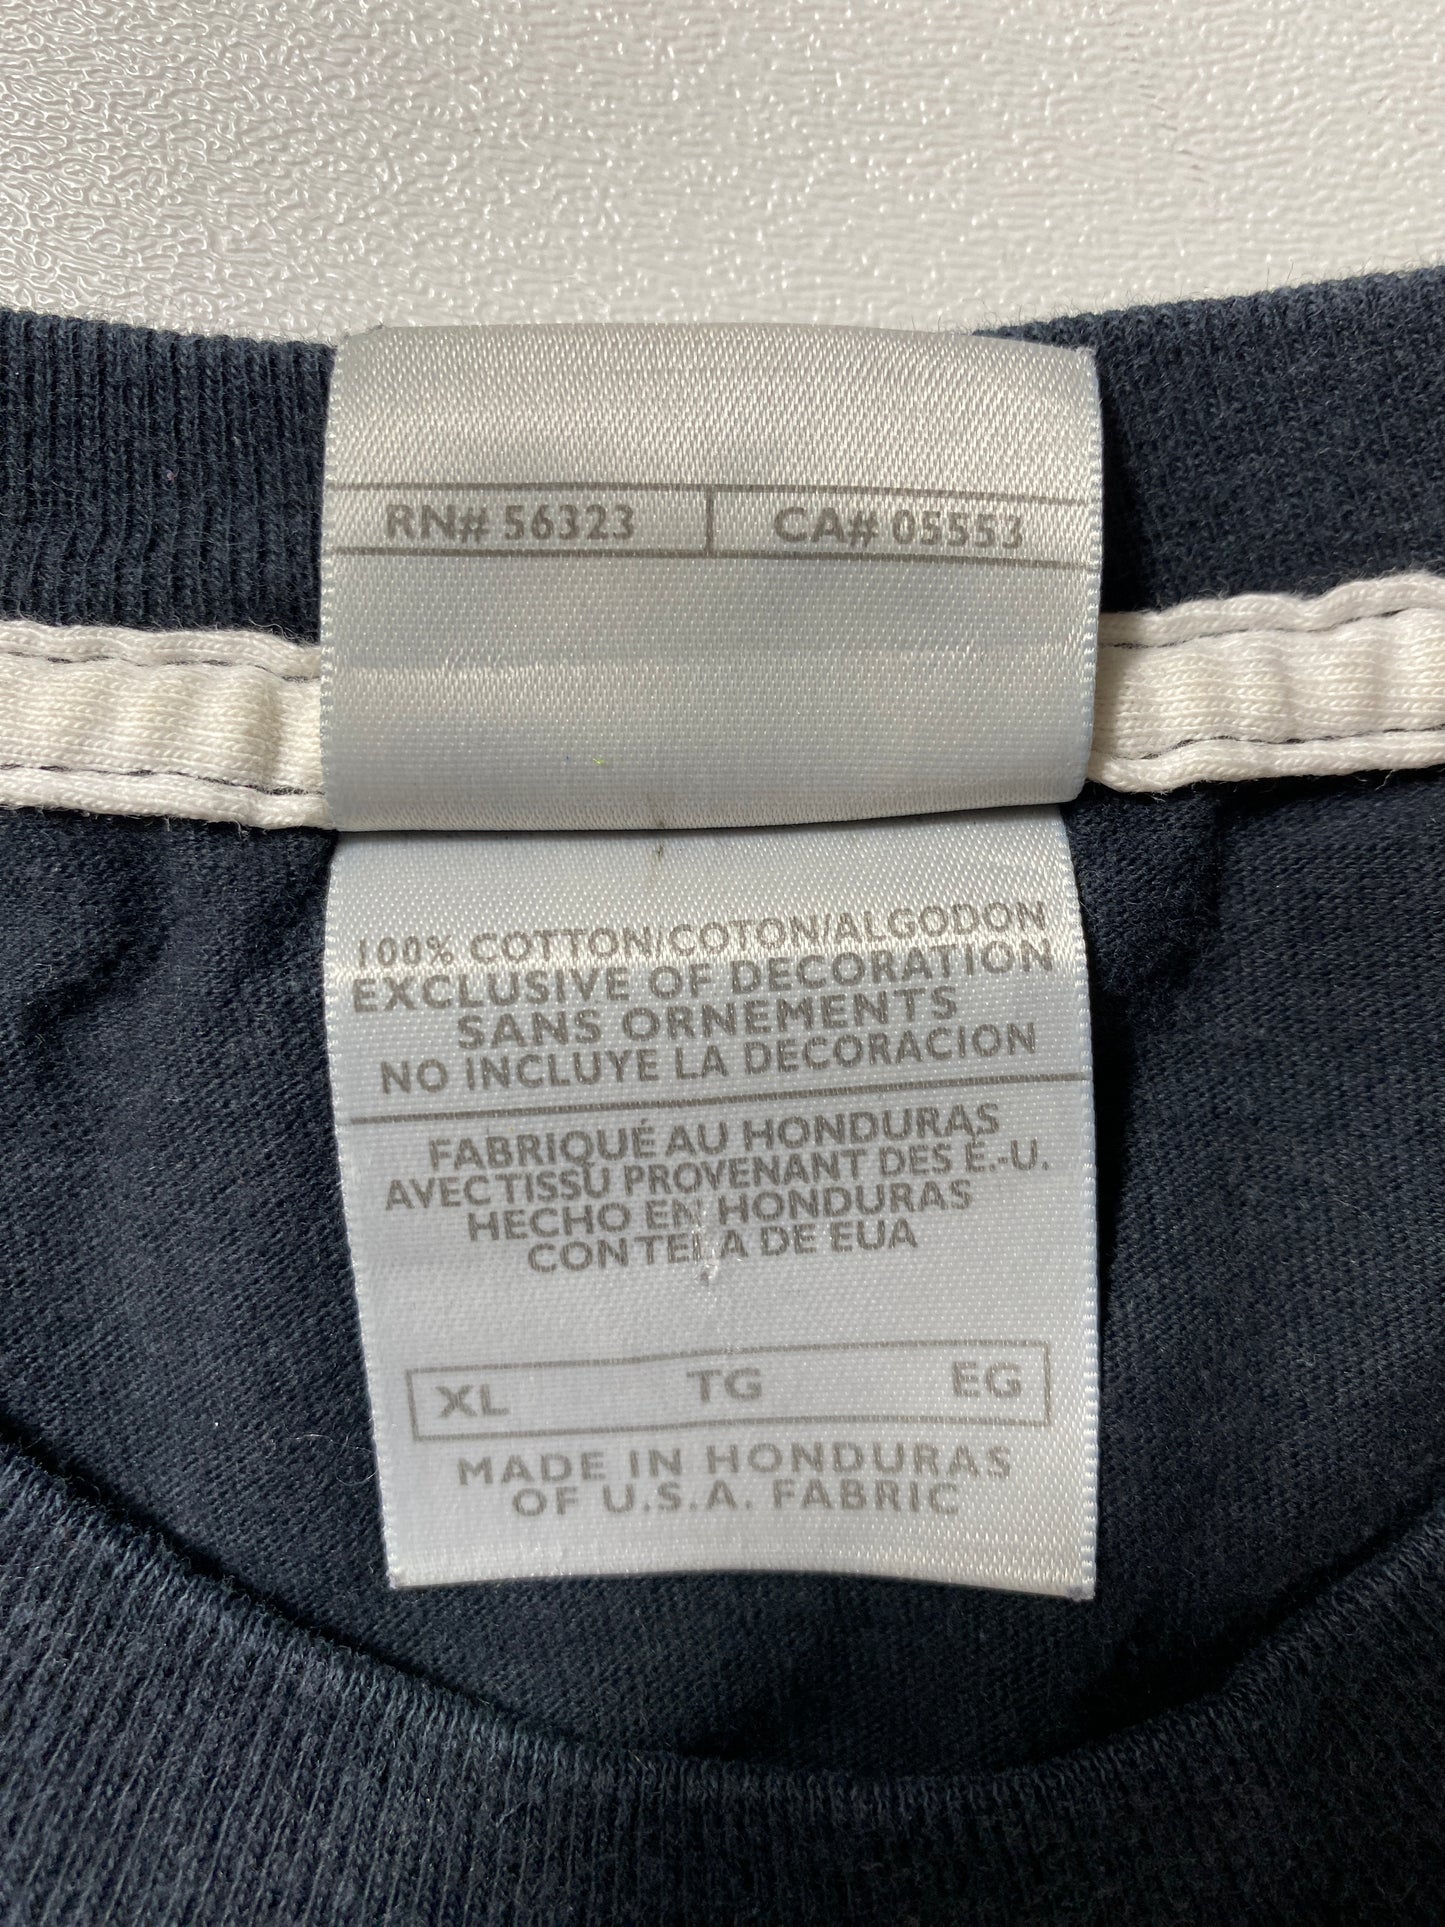 RN# 56323 CA# 05553
100% COTTON/COTON/ALGODON
EXCLUSIVE OF DECORATION
SANS ORNEMENTS
NO INCLUYE LA DECORACION
FABRIQUÉ AU HONDURAS
AVEC TISSU PROVENANT DES É.-U.
HECHO EN HONDURAS
CON TELA DE EUA
XL TG EG
MADE IN HONDURAS
OF U.S.A. FABRIC